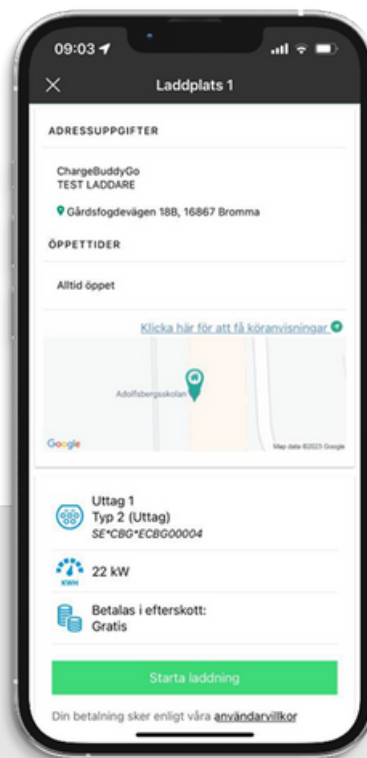 09:03
Laddplats 1
ADRESSUPPGIFTER
ChargeBuddyGo
TEST LADDARE
Gårdsfogdevägen 18B, 16867 Bromma
ÖPPETTIDER
Alltid öppet
Klicka här för att få köranvisningar
Adolfsbergsskolan
Google
Map data ©2023 Google
Uttag 1
Typ 2 (Uttag)
SE*CBG*ECBG00004
KWH
22 kW
Betalas i efterskott:
Gratis
Starta laddning
Din betalning sker enligt våra användarvillkor